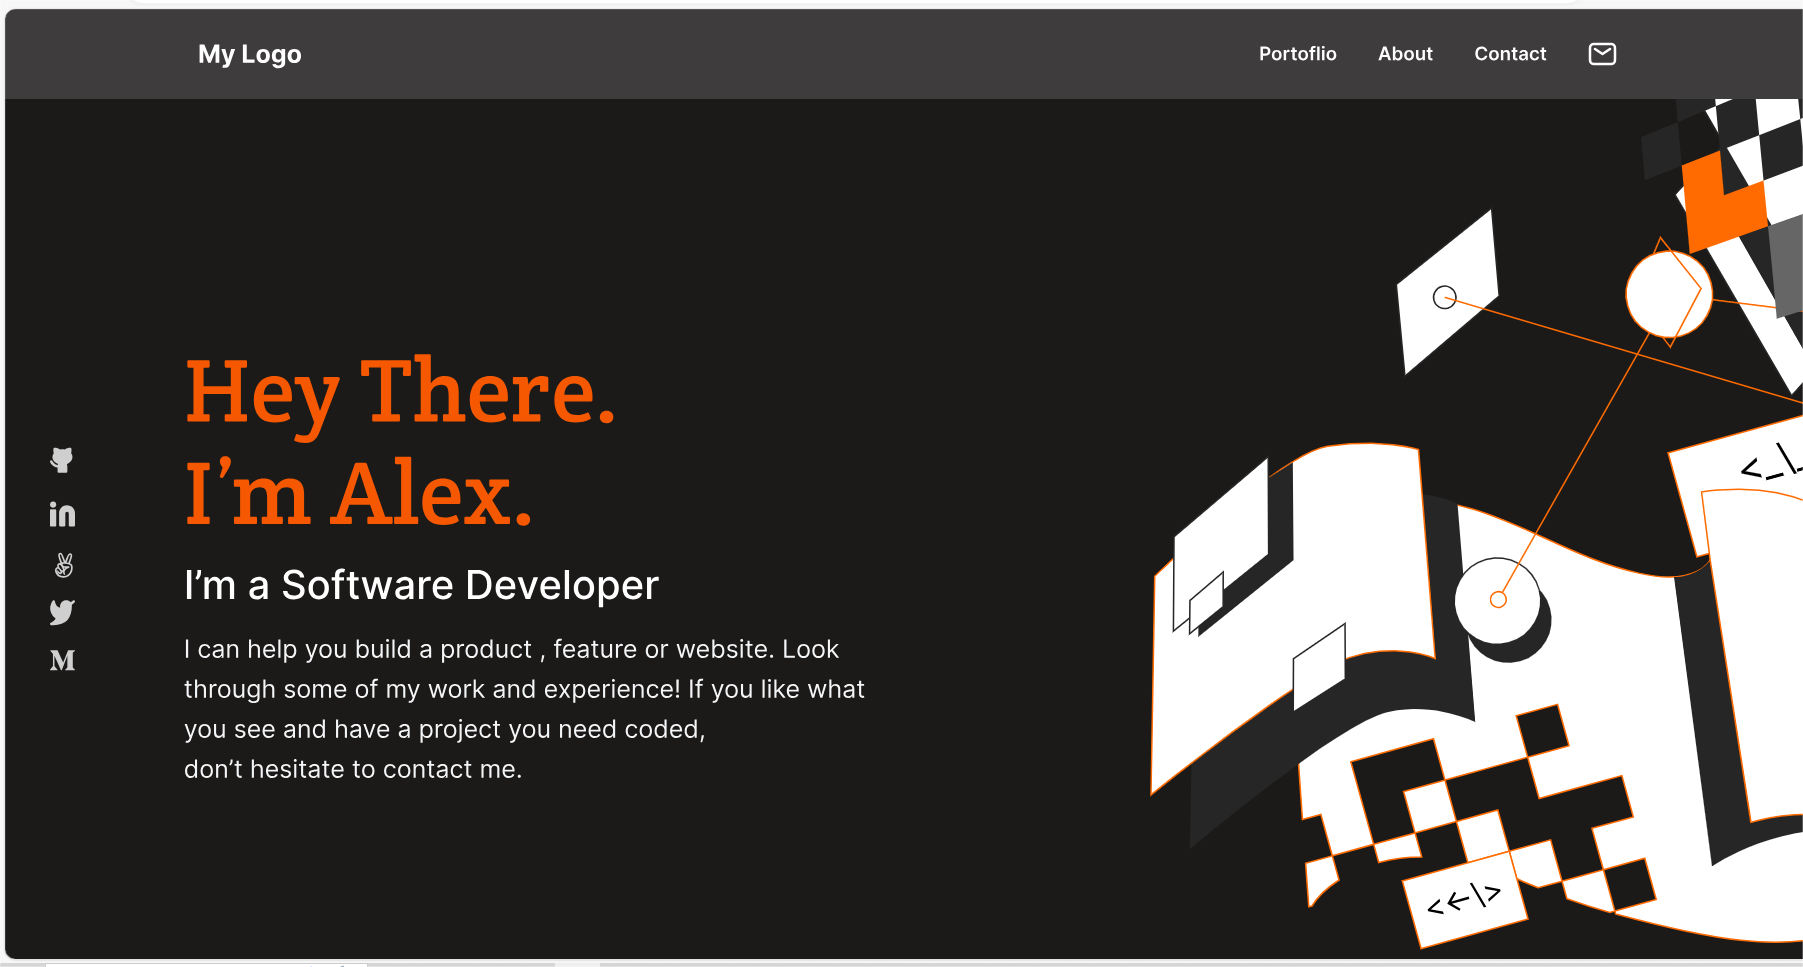 My Logo
Portoflio About Contact
Hey There.
I’m Alex.
I’m a Software Developer
I can help you build a product , feature or website. Look
through some of my work and experience! If you like what
you see and have a project you need coded,
don’t hesitate to contact me.
<_\
<←\>